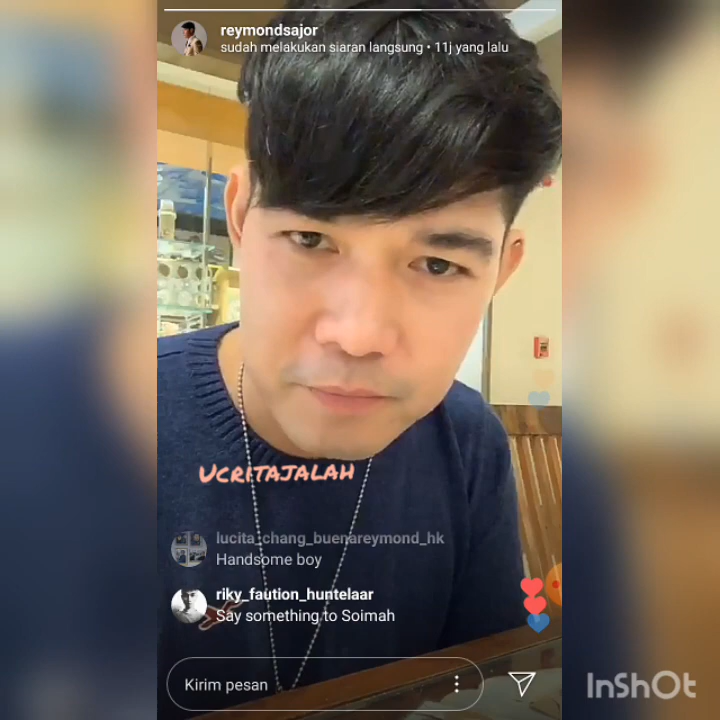 reymondsajor
sudah melakukan siaran langsung • 11j yang lalu
Ucritajalah
lucita_chang_buenareymond_hk
Handsome boy
riky_faution_huntelaar
Say something to Soimah
Kirim pesan
InShOt